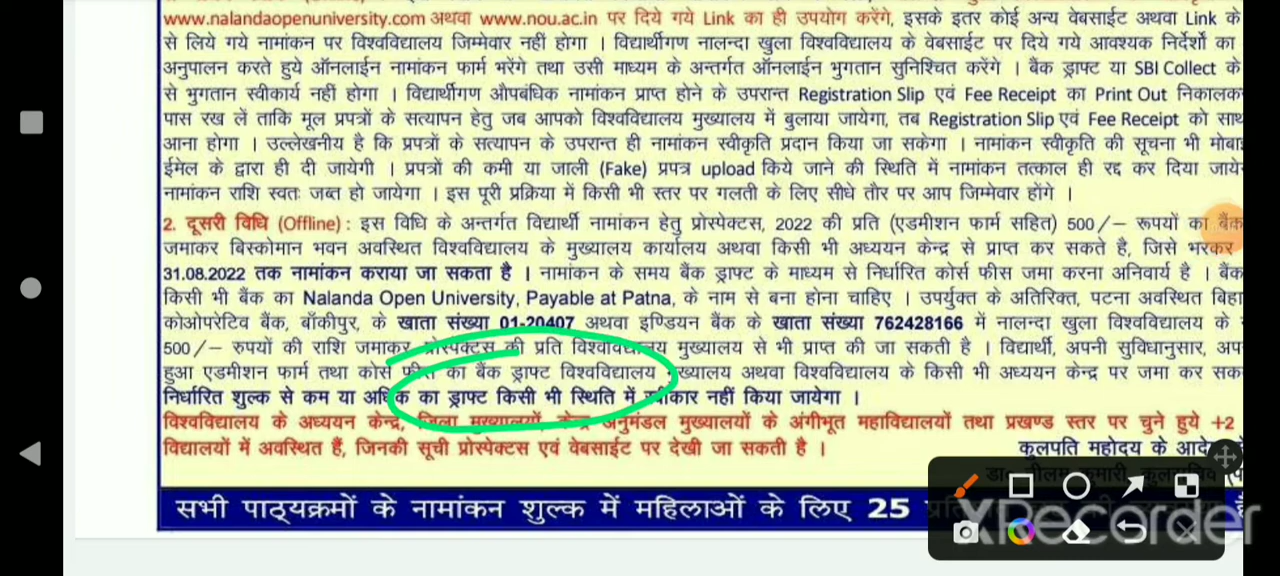 www.nalandaopenuniversity.com अथवा www.nou.ac.in पर दिये गये Link का ही उपयोग करेंगे, इसके इतर कोई अन्य वेबसाईट अथवा Link के
से लिये गये नामांकन पर विश्वविद्यालय जिम्मेवार नहीं होगा । विद्यार्थीगण नालन्दा खुला विश्वविद्यालय के वेबसाईट पर दिये गये आवश्यक निर्देशों का
अनुपालन करते हुये ऑनलाईन नामांकन फार्म भरेंगे तथा उसी माध्यम के अन्तर्गत ऑनलाईन भुगतान सुनिश्चित करेंगे । बैंक ड्राफ्ट या SBI Collect के
से भुगतान स्वीकार्य नहीं होगा । विद्यार्थीगण औपबंधिक नामांकन प्राप्त होने के उपरान्त Registration Slip एवं Fee Receipt का Print Out निकालक
पास रख लें ताकि मूल प्रपत्रों के सत्यापन हेतु जब आपको विश्वविद्यालय मुख्यालय में बुलाया जायेगा, तब Registration Slip एवं Fee Receipt को साथ
आना होगा । उल्लेखनीय है कि प्रपत्रों के सत्यापन के उपरान्त ही नामांकन स्वीकृति प्रदान किया जा सकेगा । नामांकन स्वीकृति की सूचना भी मोबा
ईमेल के द्वारा ही दी जायेगी । प्रपत्रों की कमी या जाली (Fake) प्रपत्र upload किये जाने की स्थिति में नामांकन तत्काल ही रद्द कर दिया जाये
नामांकन राशि स्वतः जब्त हो जायेगा । इस पूरी प्रक्रिया में किसी भी स्तर पर गलती के लिए सीधे तौर पर आप जिम्मेवार होंगे ।
2. दूसरी विधि (Offline) : इस विधि के अन्तर्गत विद्यार्थी नामांकन हेतु प्रोस्पेक्टस, 2022 की प्रति (एडमीशन फार्म सहित) 500/– रूपयों का बैंक
जमाकर बिस्कोमान भवन अवस्थित विश्वविद्यालय के मुख्यालय कार्यालय अथवा किसी भी अध्ययन केन्द्र से प्राप्त कर सकते है, जिसे भरकर
31.08.2022 तक नामांकन कराया जा सकता है । नामांकन के समय बैंक ड्राफ्ट के माध्यम से निर्धारित कोर्स फीस जमा करना अनिवार्य है । बैंक
किसी भी बैंक का Nalanda Open University, Payable at Patna, के नाम से बना होना चाहिए । उपर्युक्त के अतिरिक्त, पटना अवस्थित बिहा
कोओपरेटिव बैंक, बाँकीपुर, के खाता संख्या 01-20407 अथवा इण्डियन बैंक के खाता संख्या 762428166 में नालन्दा खुला विश्वविद्यालय के
500/– रुपयों की राशि जमाकर प्रोस्पेक्टस की प्रति विश्वविद्यालय मुख्यालय से भी प्राप्त की जा सकती है । विद्यार्थी, अपनी सुविधानुसार, अप
हुआ एडमीशन फार्म तथा कोर्स फीस का बैंक ड्राफ्ट विश्वविद्यालय मुख्यालय अथवा विश्वविद्यालय के किसी भी अध्ययन केन्द्र पर जमा कर सक
निर्धारित शुल्क से कम या अधिक का ड्राफ्ट किसी भी स्थिति में स्वीकार नहीं किया जायेगा ।
विश्वविद्यालय के अध्ययन केन्द्र, जिला मुख्यालयों, केन्द्र अनुमंडल मुख्यालयों के अंगीभूत महाविद्यालयों तथा प्रखण्ड स्तर पर चुने हुये +2
विद्यालयों में अवस्थित हैं, जिनकी सूची प्रोस्पेक्टस एवं वेबसाईट पर देखी जा सकती है ।
कुलपति महोदय के आदे
सभी पाठ्यक्रमों के नामांकन शुल्क में महिलाओं के लिए 25
XRecorder